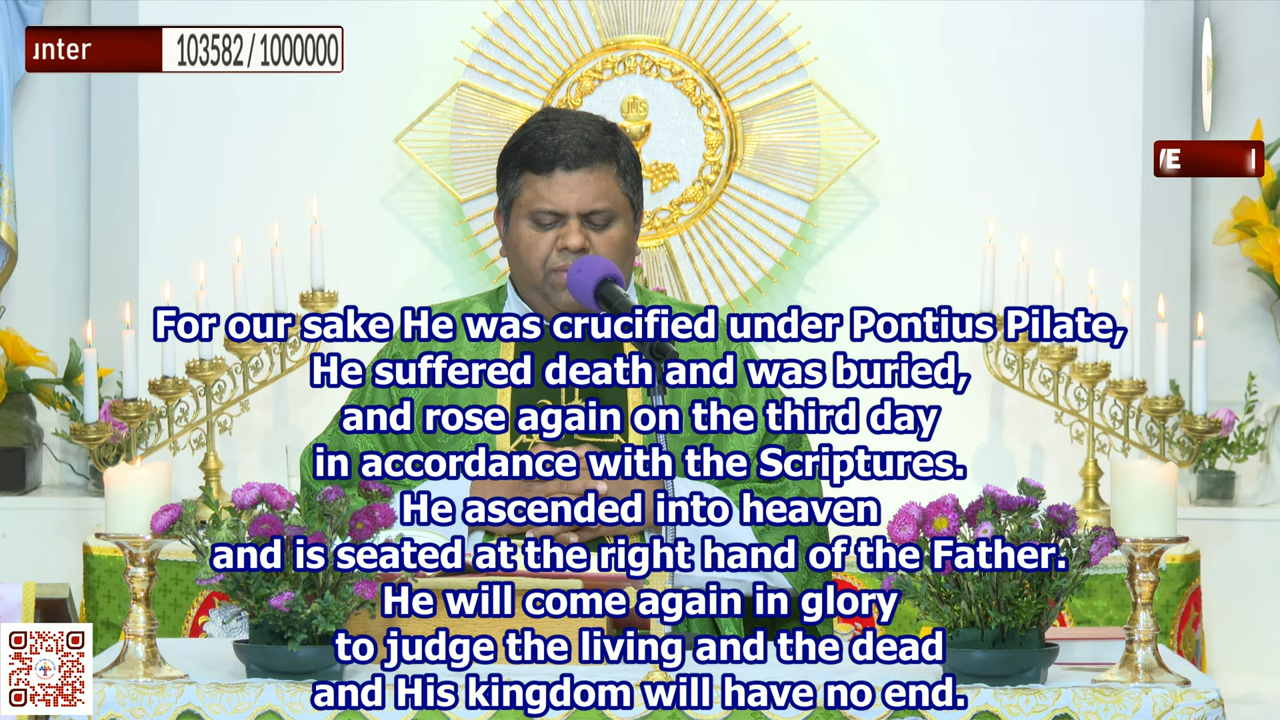 unter
103582/1000000
JHS
VE
For our sake He was crucified under Pontius Pilate,
He suffered death and was buried,
and rose again on the third day
in accordance with the Scriptures.
He ascended into heaven
and is seated at the right hand of the Father.
He will come again in glory
to judge the living and the dead
and His kingdom will have no end.